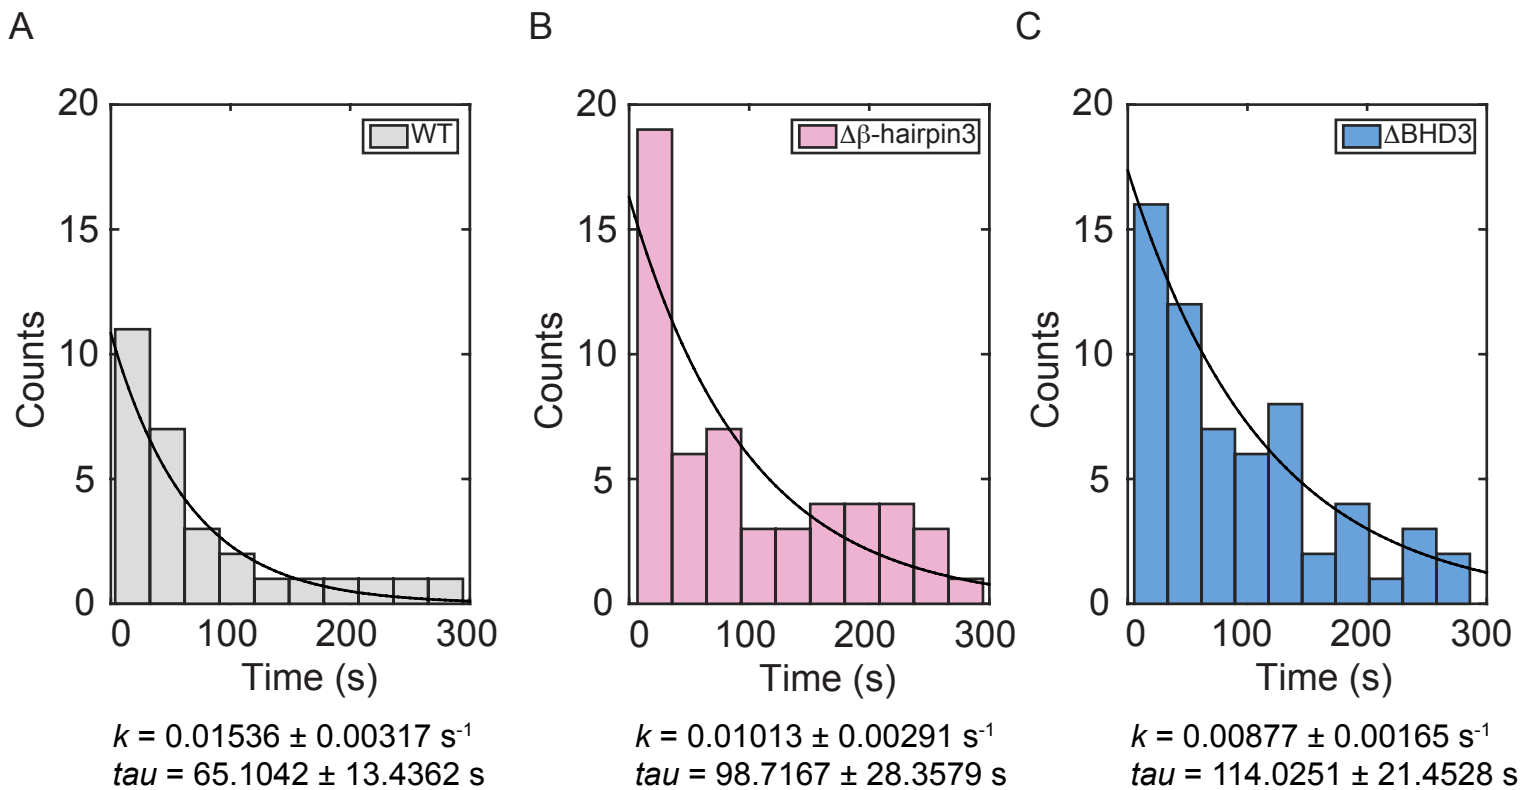 A
B
C
20
15
10
5
0
Counts
WT
0 100 200 300
Time (s)
k = 0.01536 ± 0.00317 s-1
tau = 65.1042 ± 13.4362 s
20
15
10
5
0
Counts
Δβ-hairpin3
0 100 200 300
Time (s)
k = 0.01013 ± 0.00291 s-1
tau = 98.7167 ± 28.3579 s
20
15
10
5
0
Counts
ΔBHD3
0 100 200 300
Time (s)
k = 0.00877 ± 0.00165 s-1
tau = 114.0251 ± 21.4528 s